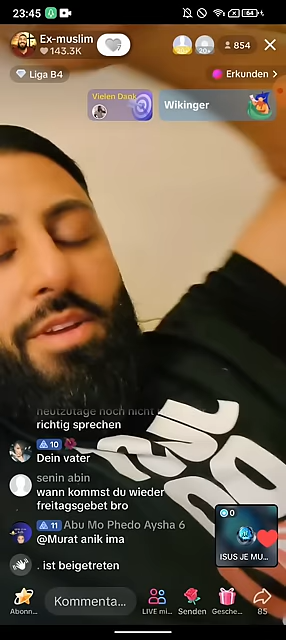 23:45
84
Ex-muslim
143.3K
20+
854
Liga B4
Erkunden
Vielen Dank
Wikinger
heutzutage noch nicht
richtig sprechen
10
Dein vater
senin abin
wann kommst du wieder
freitagsgebet bro
11 Abu Mo Phedo Aysha 6
@Murat anik ima
0
ISUS JE MU...
. ist beigetreten
Abonn...
Kommenta...
LIVE mi...
Senden
Gesche...
85